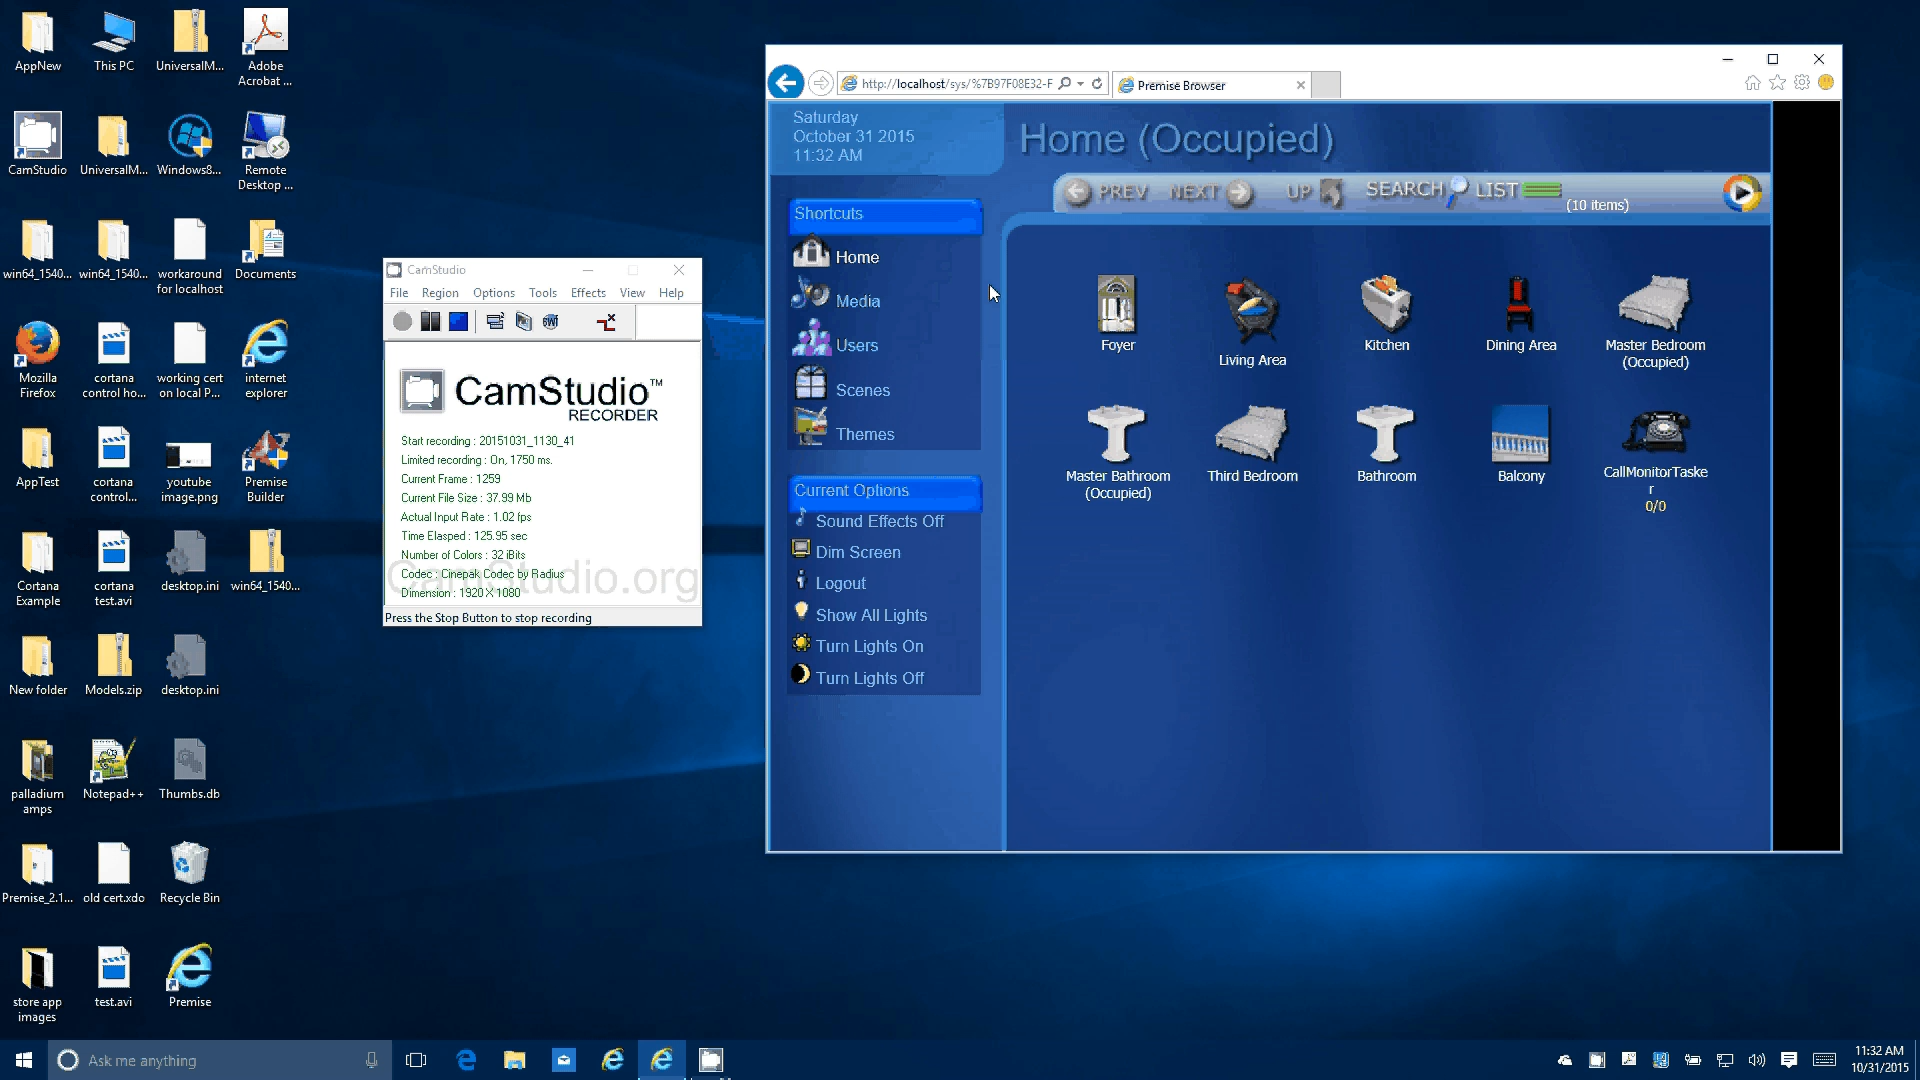 AppNew
This PC
UniversalM...
Adobe
Acrobat ...
CamStudio
UniversalM...
Windows8...
Remote
Desktop ...
win64_1540...
win64_1540...
workaround
for localhost
Documents
Mozilla
Firefox
cortana
control ho...
working cert
on local P...
internet
explorer
AppTest
cortana
control...
youtube
image.png
Premise
Builder
Cortana
Example
cortana
test.avi
desktop.ini
win64_1540...
New folder
Models.zip
desktop.ini
palladium
amps
Notepad++
Thumbs.db
Premise_2.1...
old cert.xdo
Recycle Bin
store app
images
test.avi
Premise
CamStudio
File Region Options Tools Effects View Help
CamStudio™
RECORDER
Start recording : 20151031_1130_41
Limited recording : On, 1750 ms.
Current Frame : 1259
Current File Size : 37.99 Mb
Actual Input Rate : 1.02 fps
Time Elasped : 125.95 sec
Number of Colors : 32 iBits
Codec : Cinepak Codec by Radius
Dimension : 1920 X 1080
CamStudio.org
Press the Stop Button to stop recording
http://localhost/sys/%7B97F08E32-F
Premise Browser
Saturday
October 31 2015
11:32 AM
Home (Occupied)
PREV NEXT UP SEARCH LIST
(10 items)
Shortcuts
Home
Media
Users
Scenes
Themes
Current Options
Sound Effects Off
Dim Screen
Logout
Show All Lights
Turn Lights On
Turn Lights Off
Foyer
Living Area
Kitchen
Dining Area
Master Bedroom
(Occupied)
Master Bathroom
(Occupied)
Third Bedroom
Bathroom
Balcony
CallMonitorTaske
r
0/0
Ask me anything
11:32 AM
10/31/2015